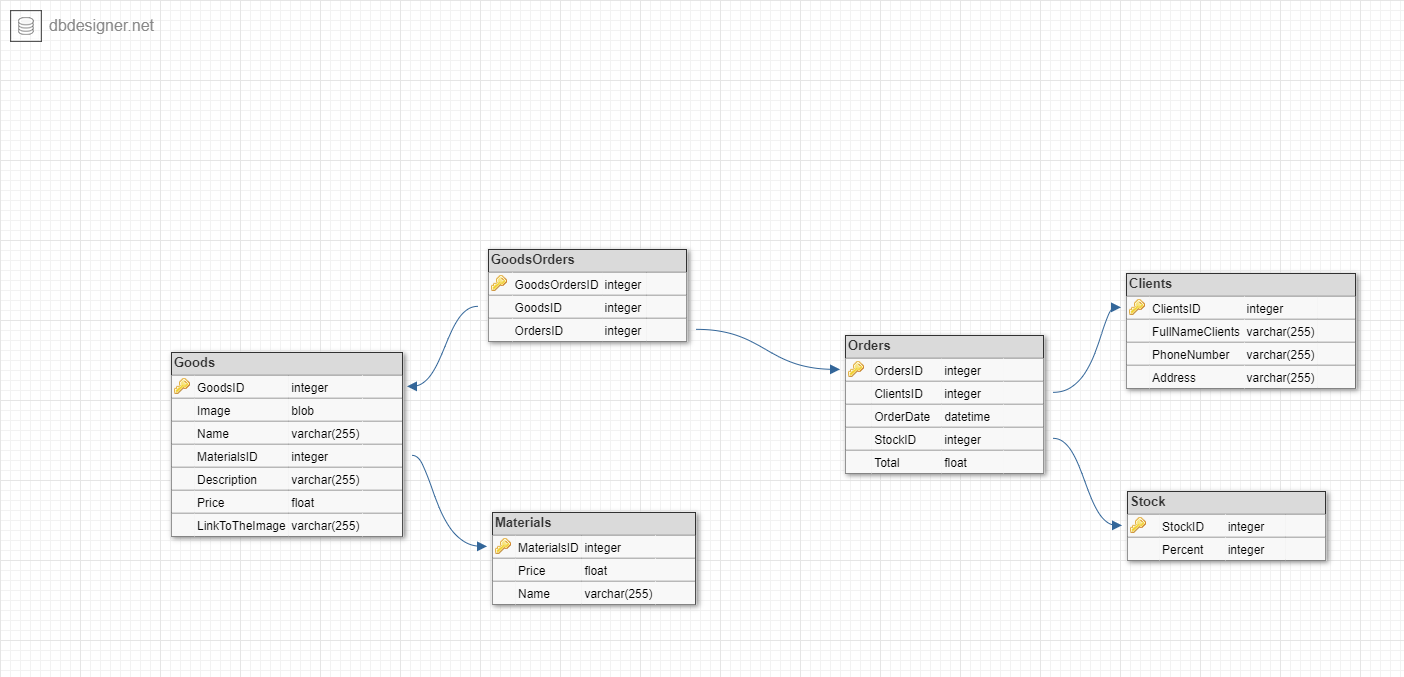 dbdesigner.net
GoodsOrders
GoodsOrdersID integer
GoodsID integer
OrdersID integer
Goods
GoodsID integer
Image blob
Name varchar(255)
MaterialsID integer
Description varchar(255)
Price float
LinkToTheImage varchar(255)
Materials
MaterialsID integer
Price float
Name varchar(255)
Orders
OrdersID integer
ClientsID integer
OrderDate datetime
StockID integer
Total float
Clients
ClientsID integer
FullNameClients varchar(255)
PhoneNumber varchar(255)
Address varchar(255)
Stock
StockID integer
Percent integer